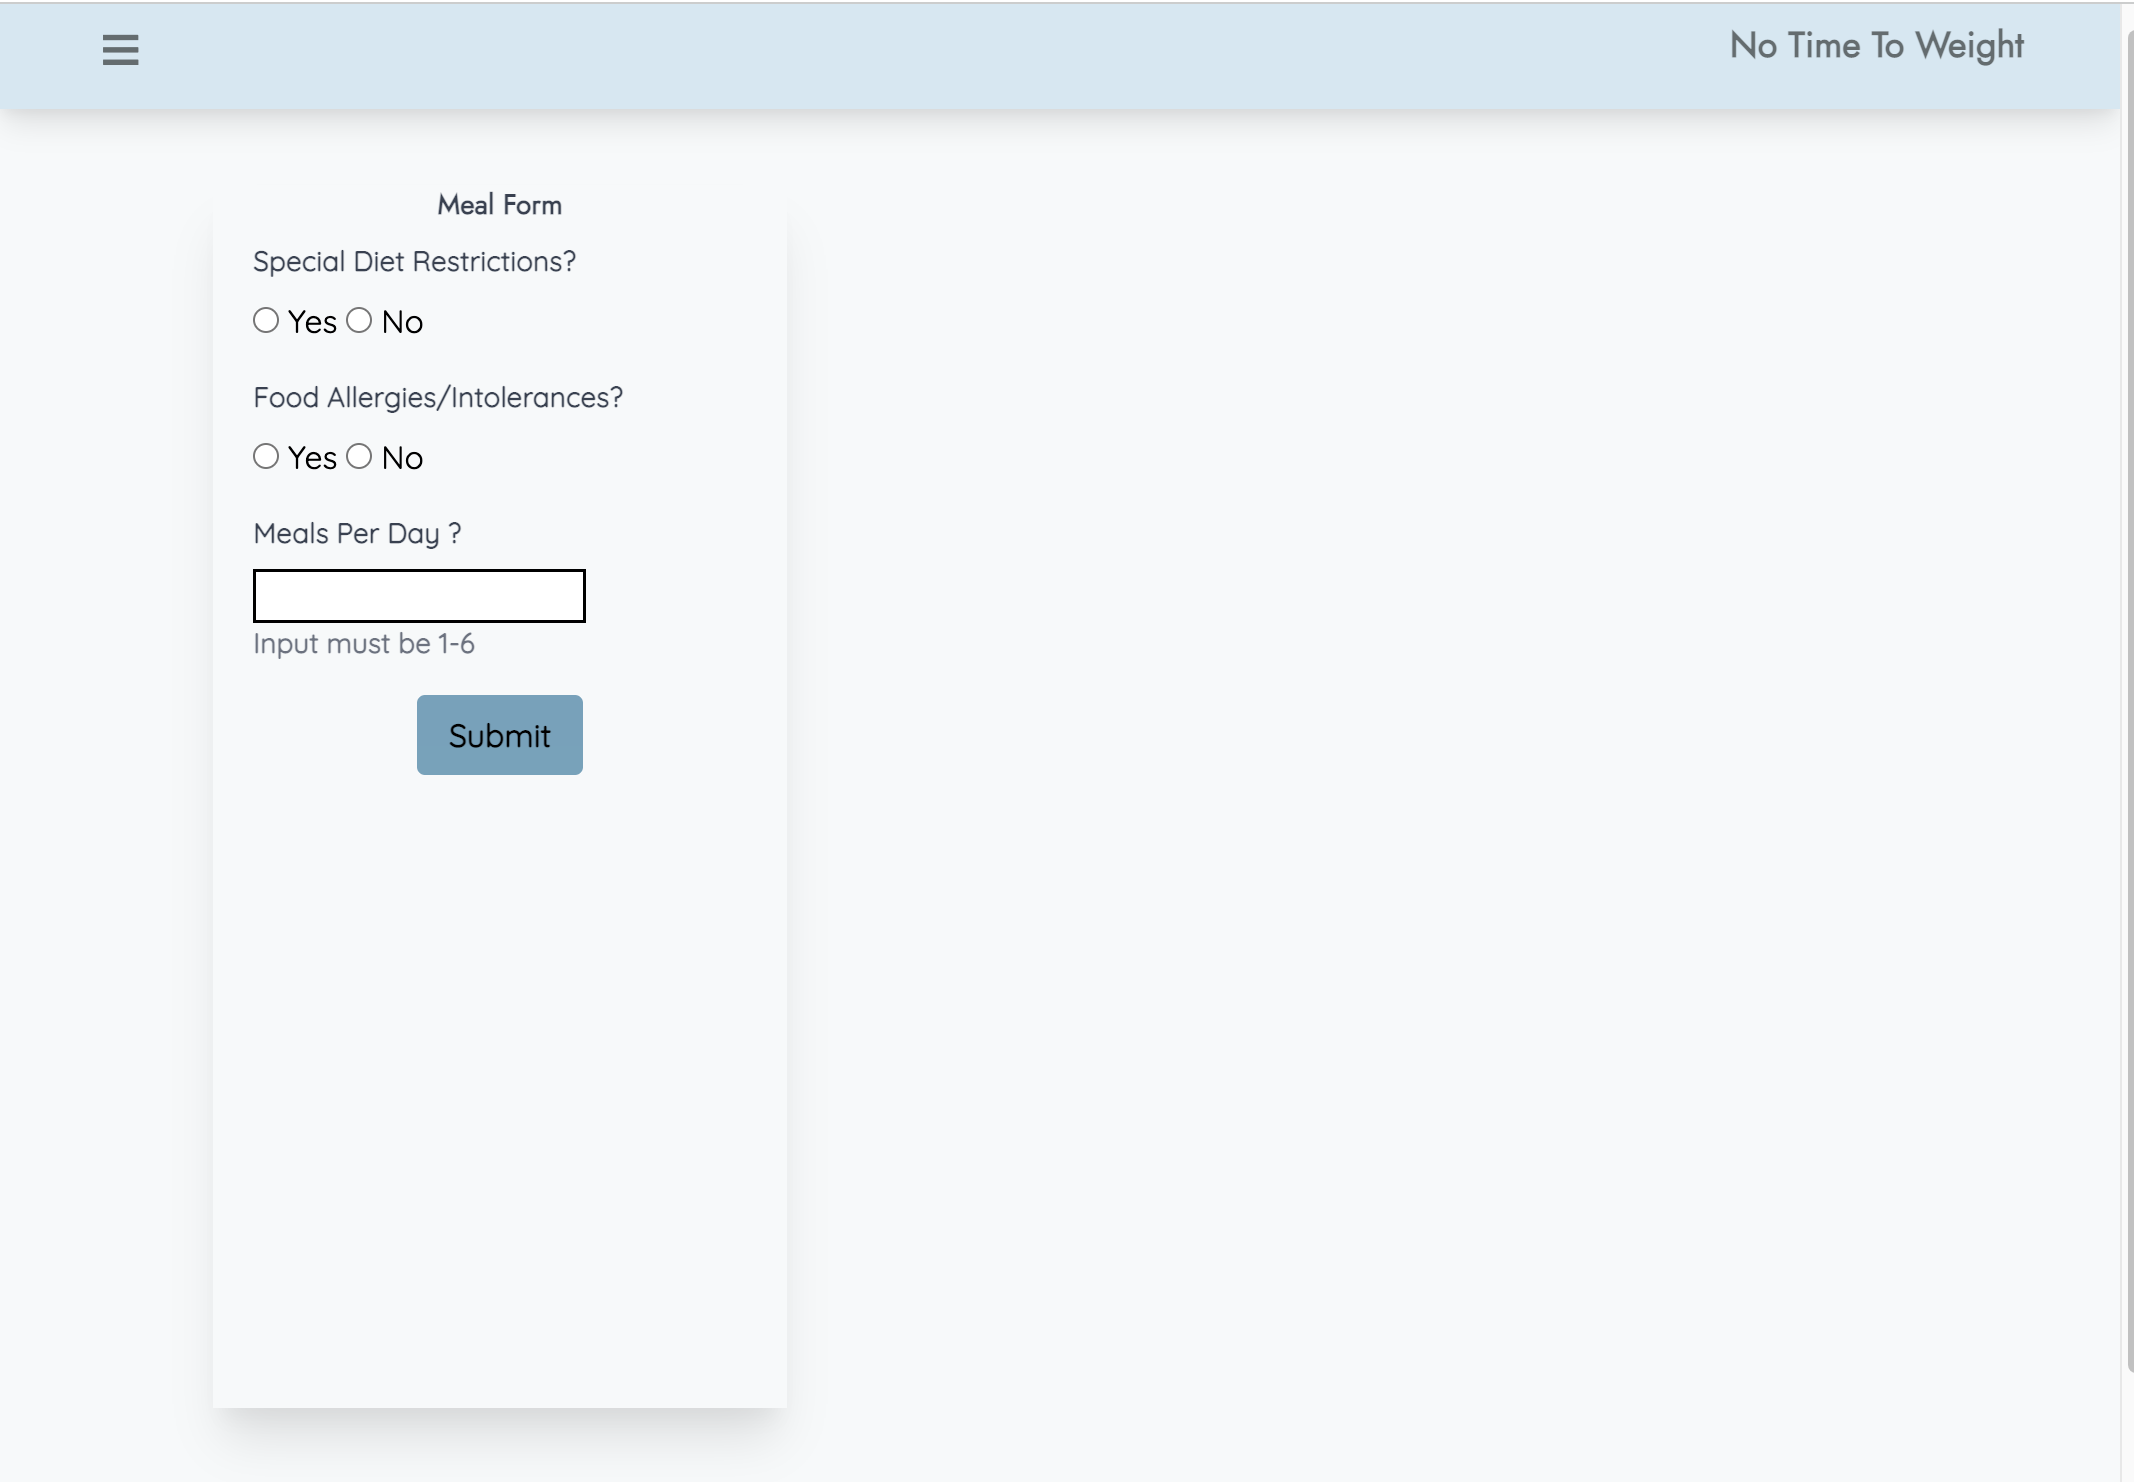 No Time To Weight
Meal Form
Special Diet Restrictions?
Yes No
Food Allergies/Intolerances?
Yes No
Meals Per Day ?
Input must be 1-6
Submit